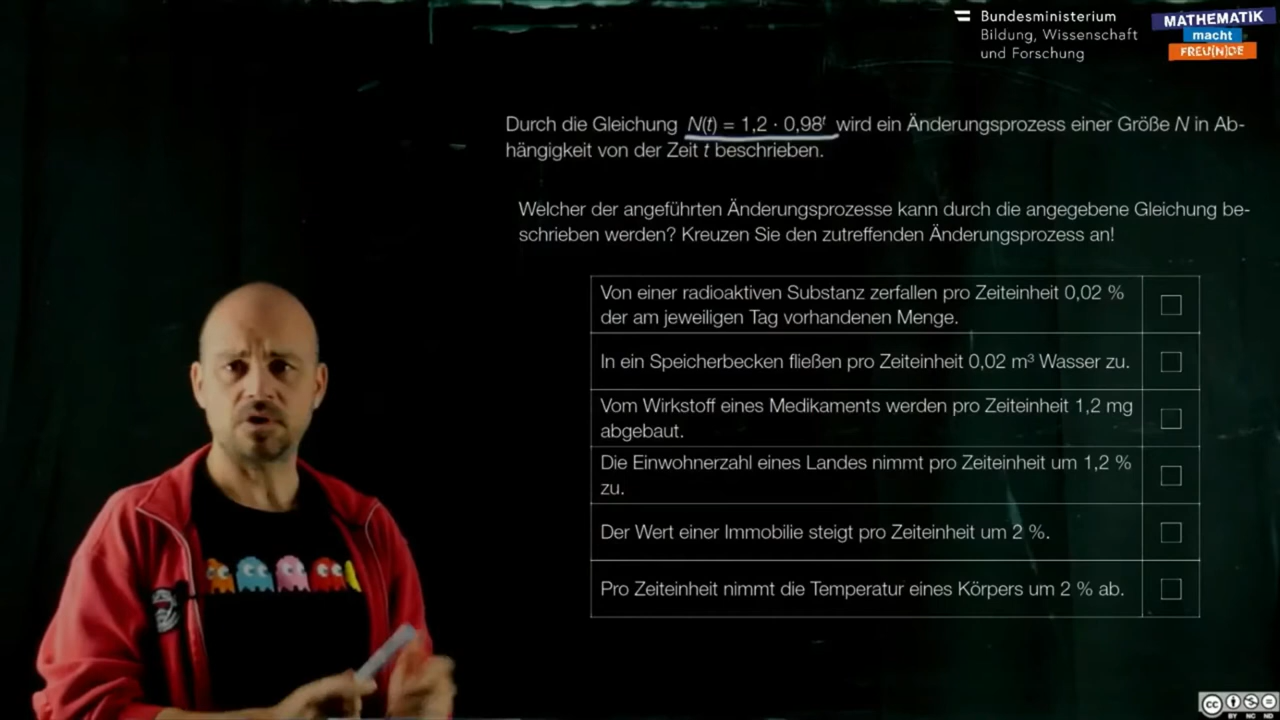 Bundesministerium
Bildung, Wissenschaft
und Forschung
MATHEMATIK
macht
FREU(N)DE
Durch die Gleichung N(t) = 1,2 · 0,98ᵗ wird ein Änderungsprozess einer Größe N in Ab-
hängigkeit von der Zeit t beschrieben.
Welcher der angeführten Änderungsprozesse kann durch die angegebene Gleichung be-
schrieben werden? Kreuzen Sie den zutreffenden Änderungsprozess an!
Von einer radioaktiven Substanz zerfallen pro Zeiteinheit 0,02 %
der am jeweiligen Tag vorhandenen Menge.
In ein Speicherbecken fließen pro Zeiteinheit 0,02 m³ Wasser zu.
Vom Wirkstoff eines Medikaments werden pro Zeiteinheit 1,2 mg
abgebaut.
Die Einwohnerzahl eines Landes nimmt pro Zeiteinheit um 1,2 %
zu.
Der Wert einer Immobilie steigt pro Zeiteinheit um 2 %.
Pro Zeiteinheit nimmt die Temperatur eines Körpers um 2 % ab.
cc
BY NC ND